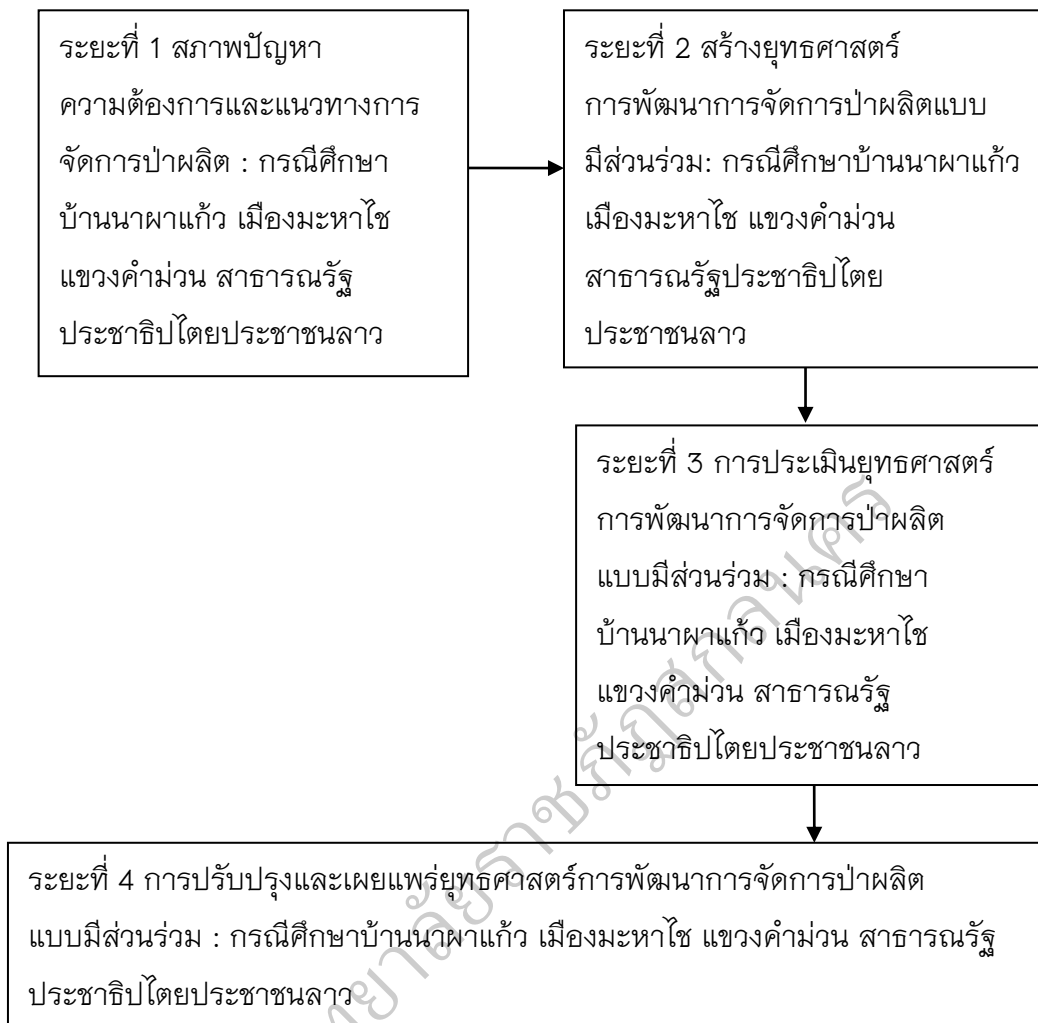 ระยะที่ 1 สภาพปัญหา
ความต้องการและแนวทางการ
จัดการป่าผลิต : กรณีศึกษา
บ้านนาผาแก้ว เมืองมะหาไช
แขวงคำม่วน สาธารณรัฐ
ประชาธิปไตยประชาชนลาว
ระยะที่ 2 สร้างยุทธศาสตร์
การพัฒนาการจัดการป่าผลิตแบบ
มีส่วนร่วม: กรณีศึกษาบ้านนาผาแก้ว
เมืองมะหาไช แขวงคำม่วน
สาธารณรัฐประชาธิปไตย
ประชาชนลาว
ระยะที่ 3 การประเมินยุทธศาสตร์
การพัฒนาการจัดการป่าผลิต
แบบมีส่วนร่วม : กรณีศึกษา
บ้านนาผาแก้ว เมืองมะหาไช
แขวงคำม่วน สาธารณรัฐ
ประชาธิปไตยประชาชนลาว
ระยะที่ 4 การปรับปรุงและเผยแพร่ยุทธศาสตร์การพัฒนาการจัดการป่าผลิต
แบบมีส่วนร่วม : กรณีศึกษาบ้านนาผาแก้ว เมืองมะหาไช แขวงคำม่วน สาธารณรัฐ
ประชาธิปไตยประชาชนลาว
ทยาลัยราชภัฏสกลนคร